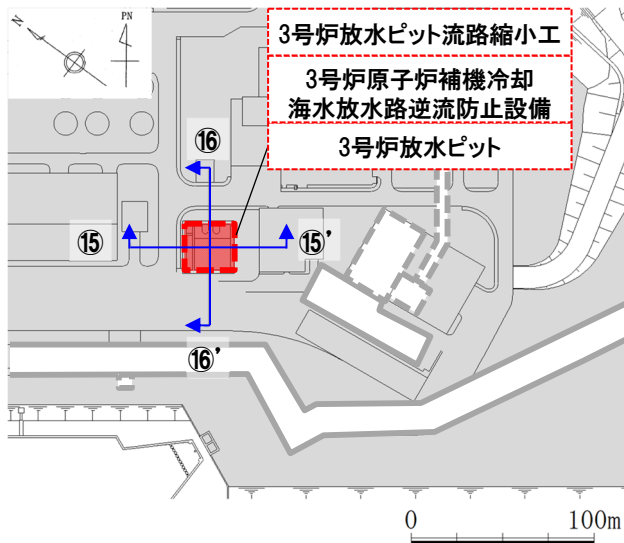 N
PN
3号炉放水ピット流路縮小工
3号炉原子炉補機冷却
海水放水路逆流防止設備
3号炉放水ピット
⑯
⑮
⑮'
⑯'
0
100m